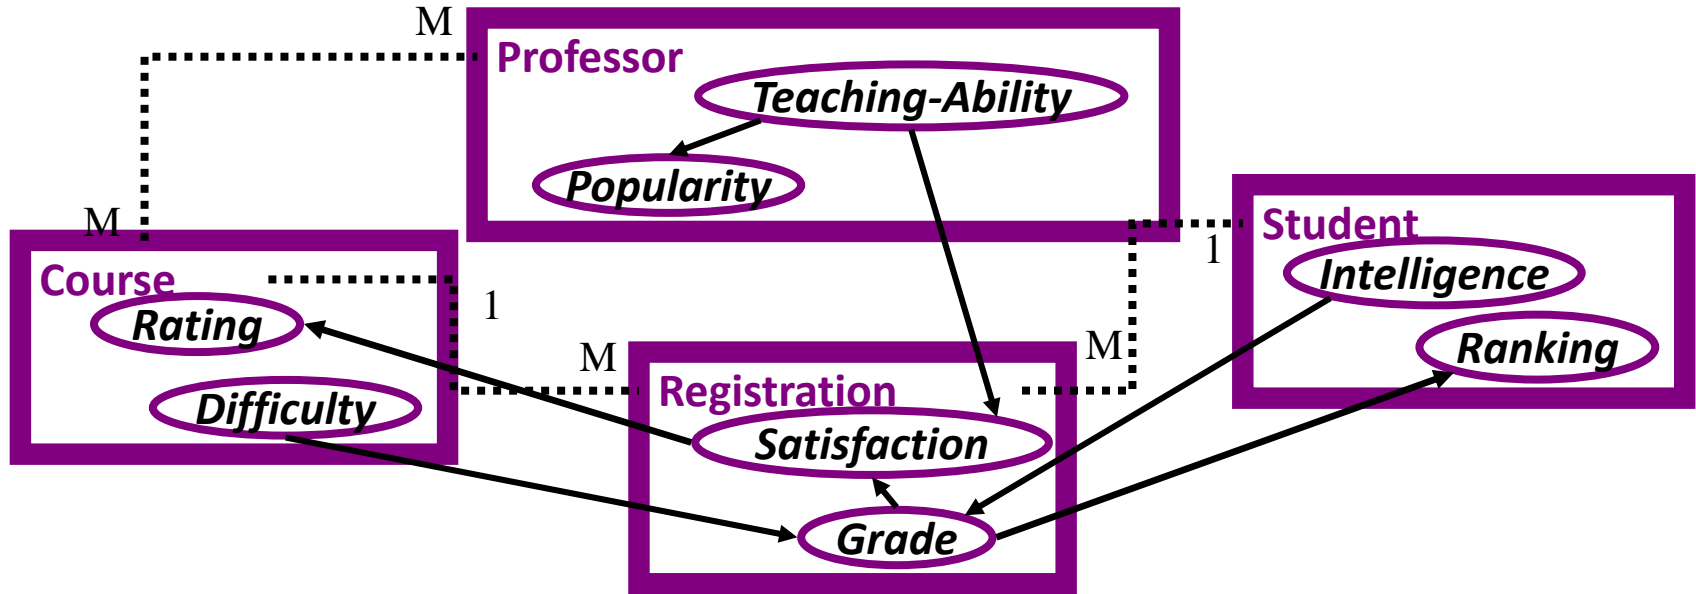 M
Professor
Teaching-Ability
Popularity
M
Course
Rating
Difficulty
1
M
Registration
Satisfaction
Grade
M
1
Student
Intelligence
Ranking